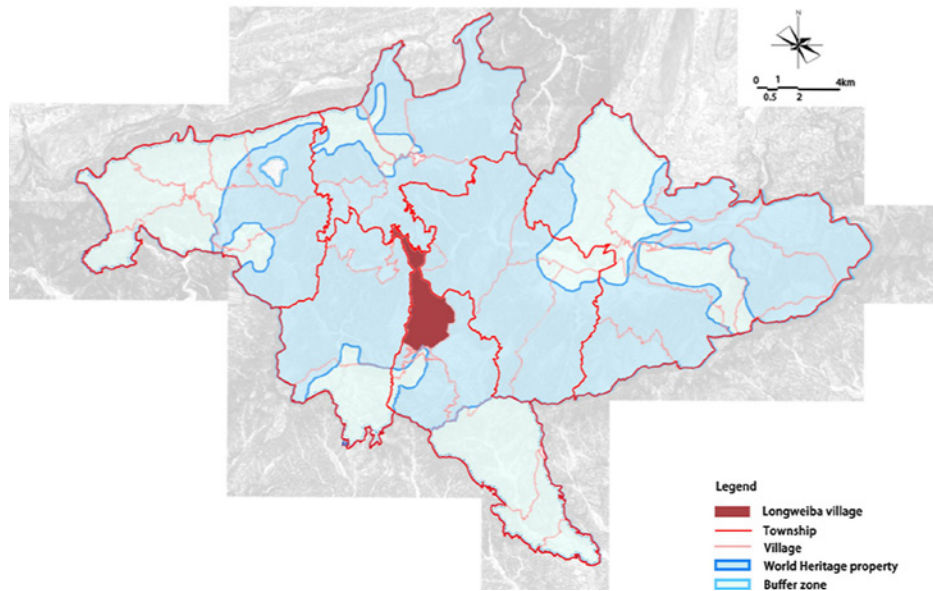 N
0 1 4km
0.5 2
Legend
Longweiba village
Township
Village
World Heritage property
Buffer zone